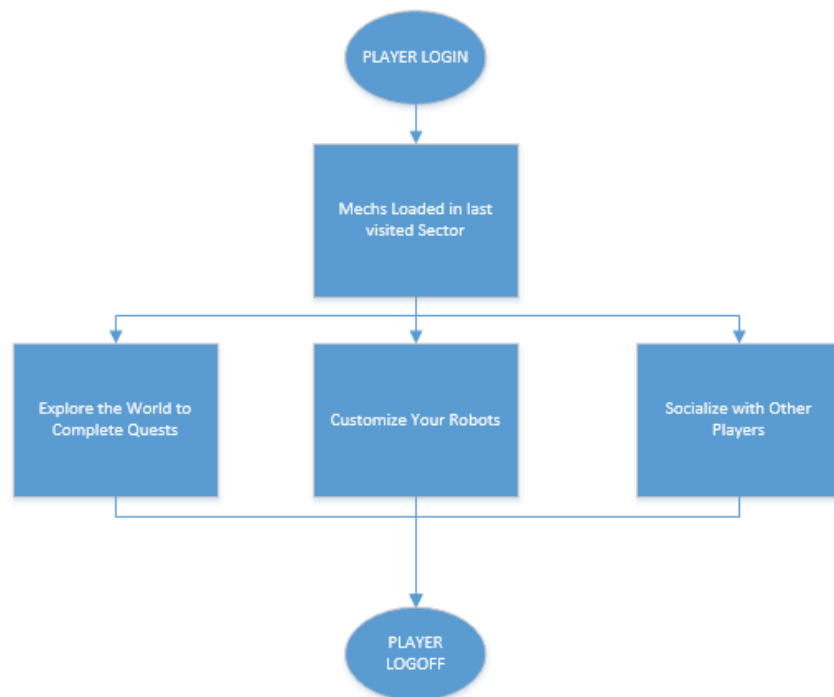 PLAYER LOGIN
Mechs Loaded in last
visited Sector
Explore the World to
Complete Quests
Customize Your Robots
Socialize with Other
Players
PLAYER
LOGOFF